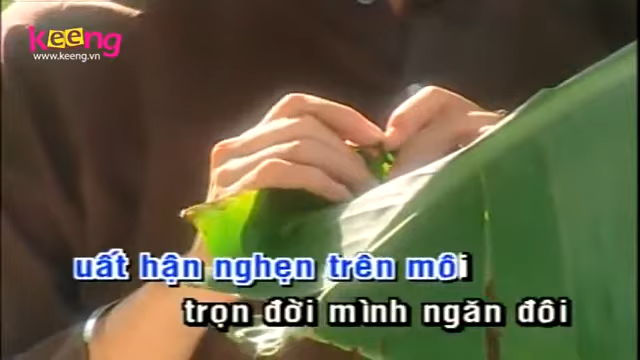 keeng
www.keeng.vn
uất hận nghẹn trên môi
trọn đời mình ngăn đôi